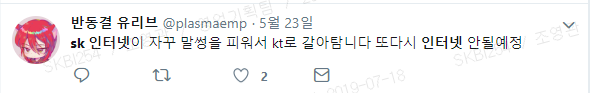 반동결 유리브 @plasmaemp · 5월 23일
sk 인터넷이 자꾸 말썽을 피워서 kt로 갈아탐니다 또다시 인터넷 안될예정
2